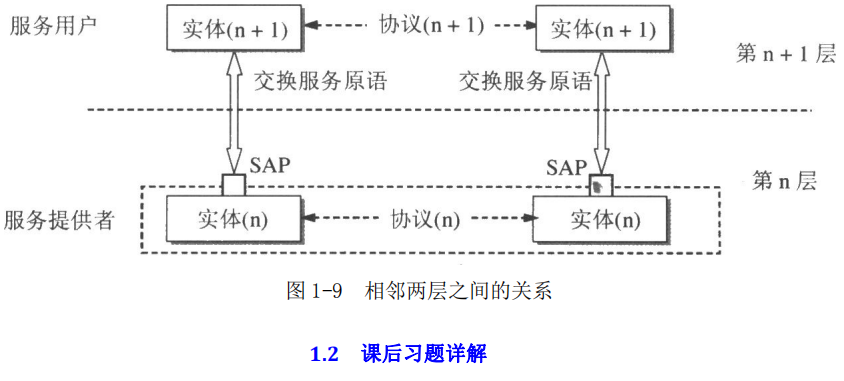 服务用户 实体(n + 1) 协议(n + 1) 实体(n + 1)
第 n + 1 层
交换服务原语 交换服务原语
SAP SAP
第 n 层
服务提供者 实体(n) 协议(n) 实体(n)
图 1-9 相邻两层之间的关系
1.2 课后习题详解